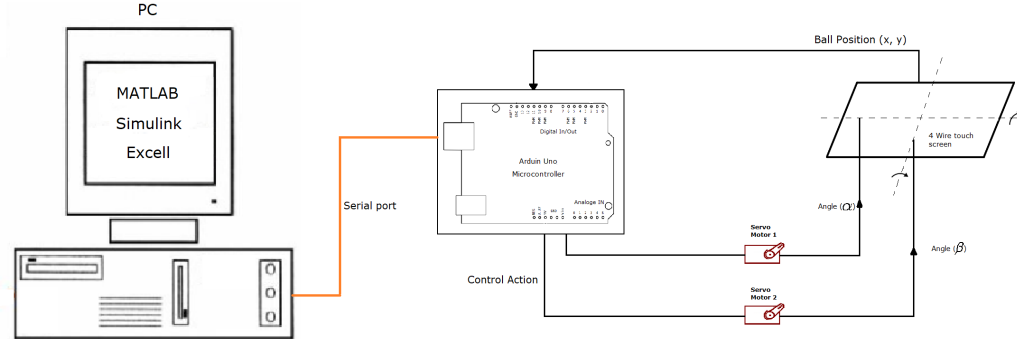 PC
MATLAB
Simulink
Excell
Serial port
Digital In/Out
Arduin Uno
Microcontroller
Analoge IN
Control Action
Ball Position (x, y)
4 Wire touch
screen
Servo
Motor 1
Angle (α)
Servo
Motor 2
Angle (β)